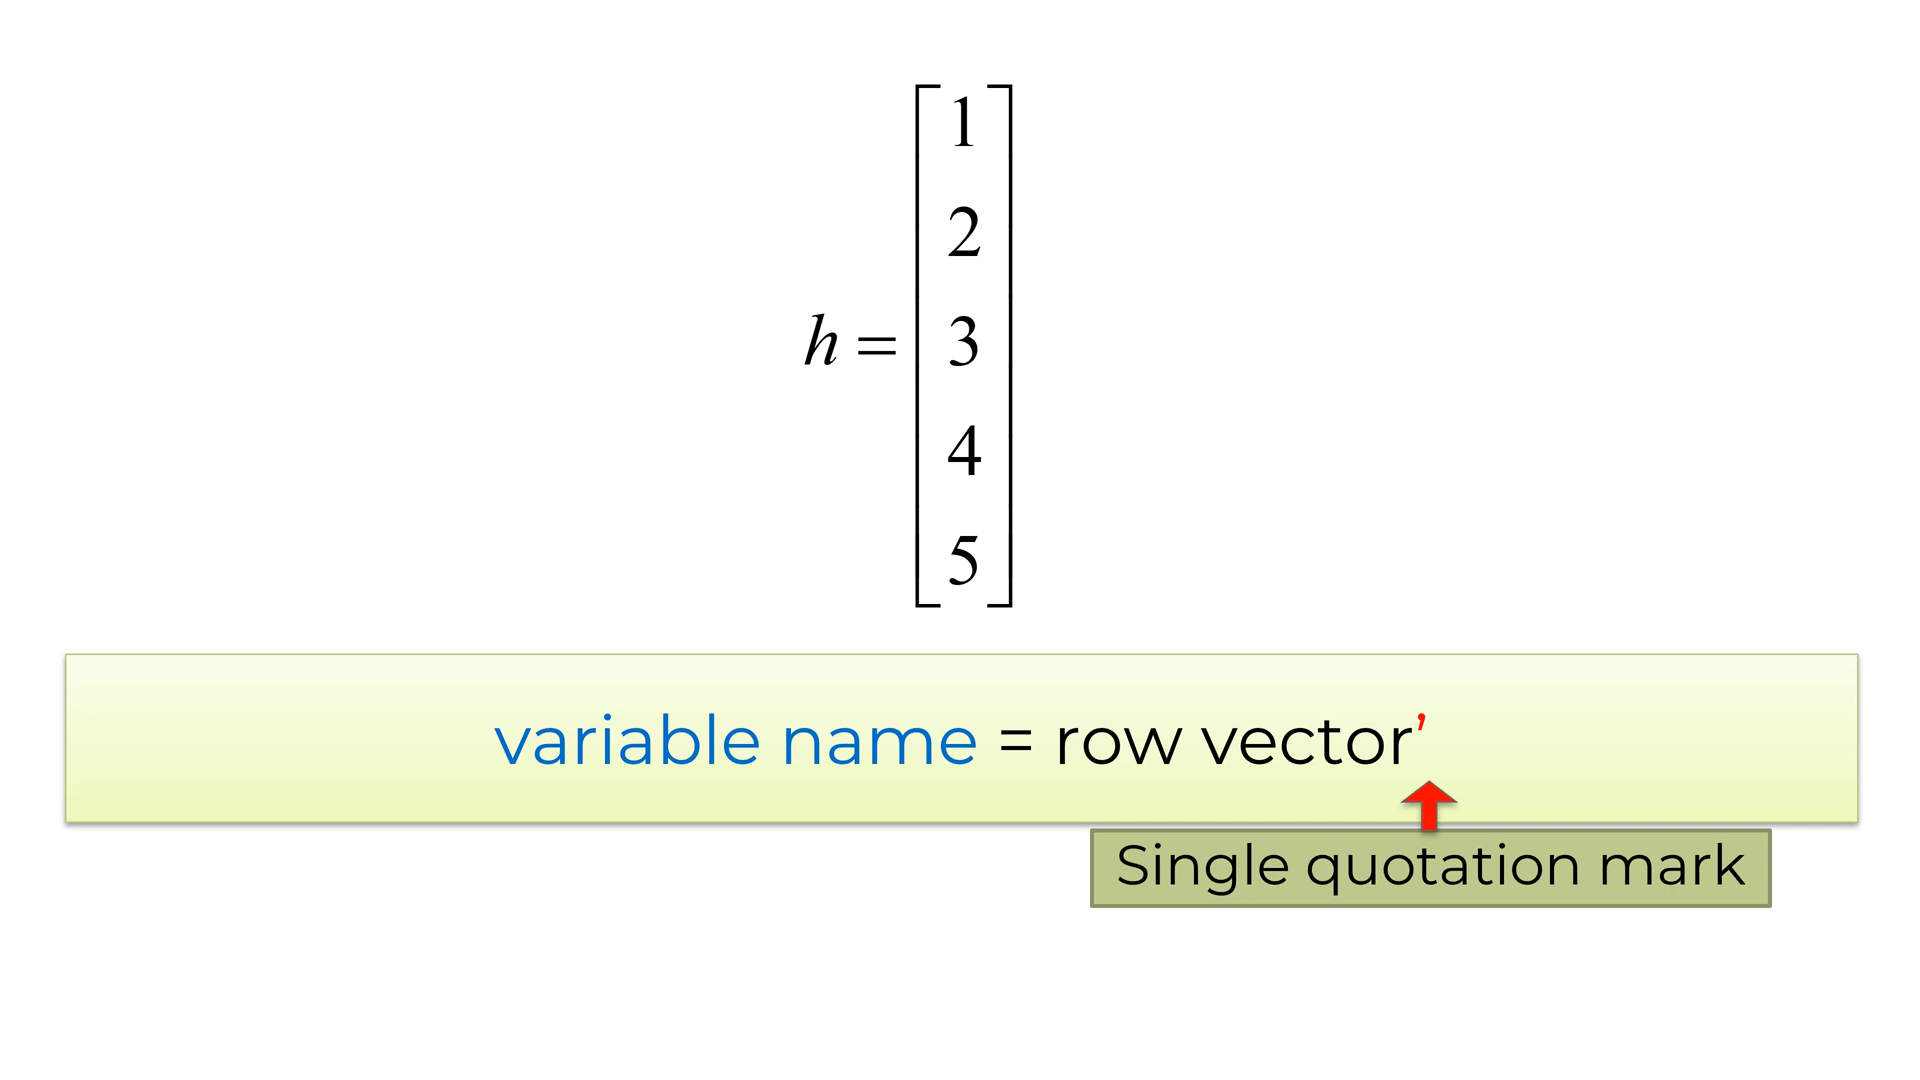 1
2
h = 3
4
5
variable name = row vector'
Single quotation mark